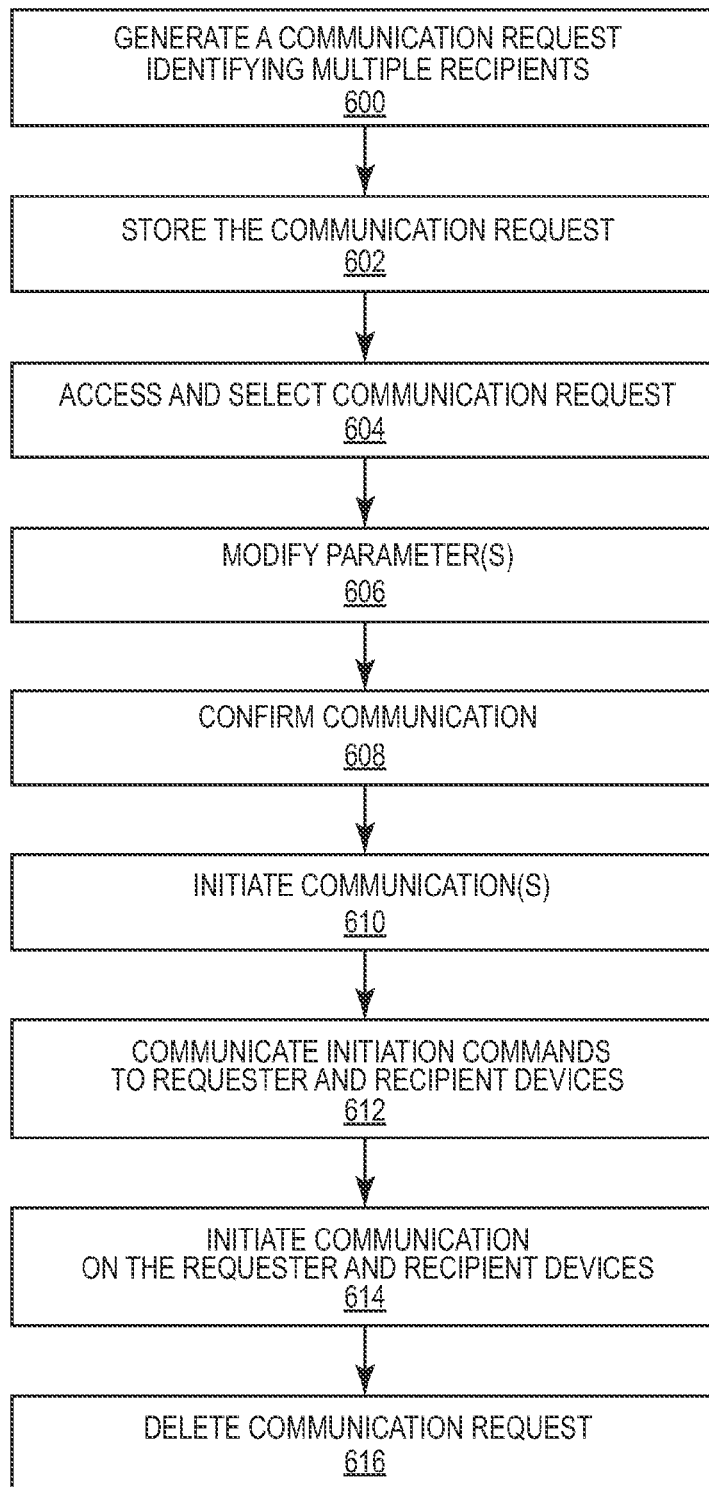 GENERATE A COMMUNICATION REQUEST
IDENTIFYING MULTIPLE RECIPIENTS
600
STORE THE COMMUNICATION REQUEST
602
ACCESS AND SELECT COMMUNICATION REQUEST
604
MODIFY PARAMETER(S)
606
CONFIRM COMMUNICATION
608
INITIATE COMMUNICATION(S)
610
COMMUNICATE INITIATION COMMANDS
TO REQUESTER AND RECIPIENT DEVICES
612
INITIATE COMMUNICATION
ON THE REQUESTER AND RECIPIENT DEVICES
614
DELETE COMMUNICATION REQUEST
616